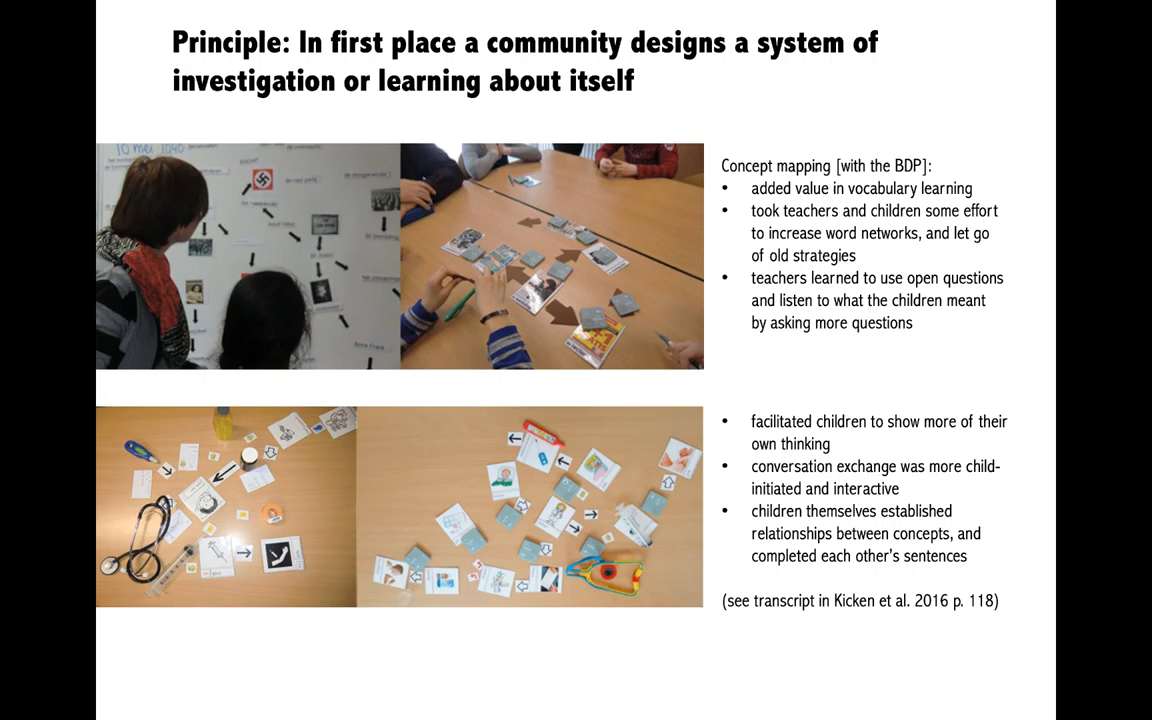 Principle: In first place a community designs a system of
investigation or learning about itself
10 mei 1940
Concept mapping [with the BDP]:
• added value in vocabulary learning
• took teachers and children some effort
to increase word networks, and let go
of old strategies
• teachers learned to use open questions
and listen to what the children meant
by asking more questions
Anne Frank
• facilitated children to show more of their
own thinking
• conversation exchange was more child-
initiated and interactive
• children themselves established
relationships between concepts, and
completed each other's sentences
(see transcript in Kicken et al. 2016 p. 118)